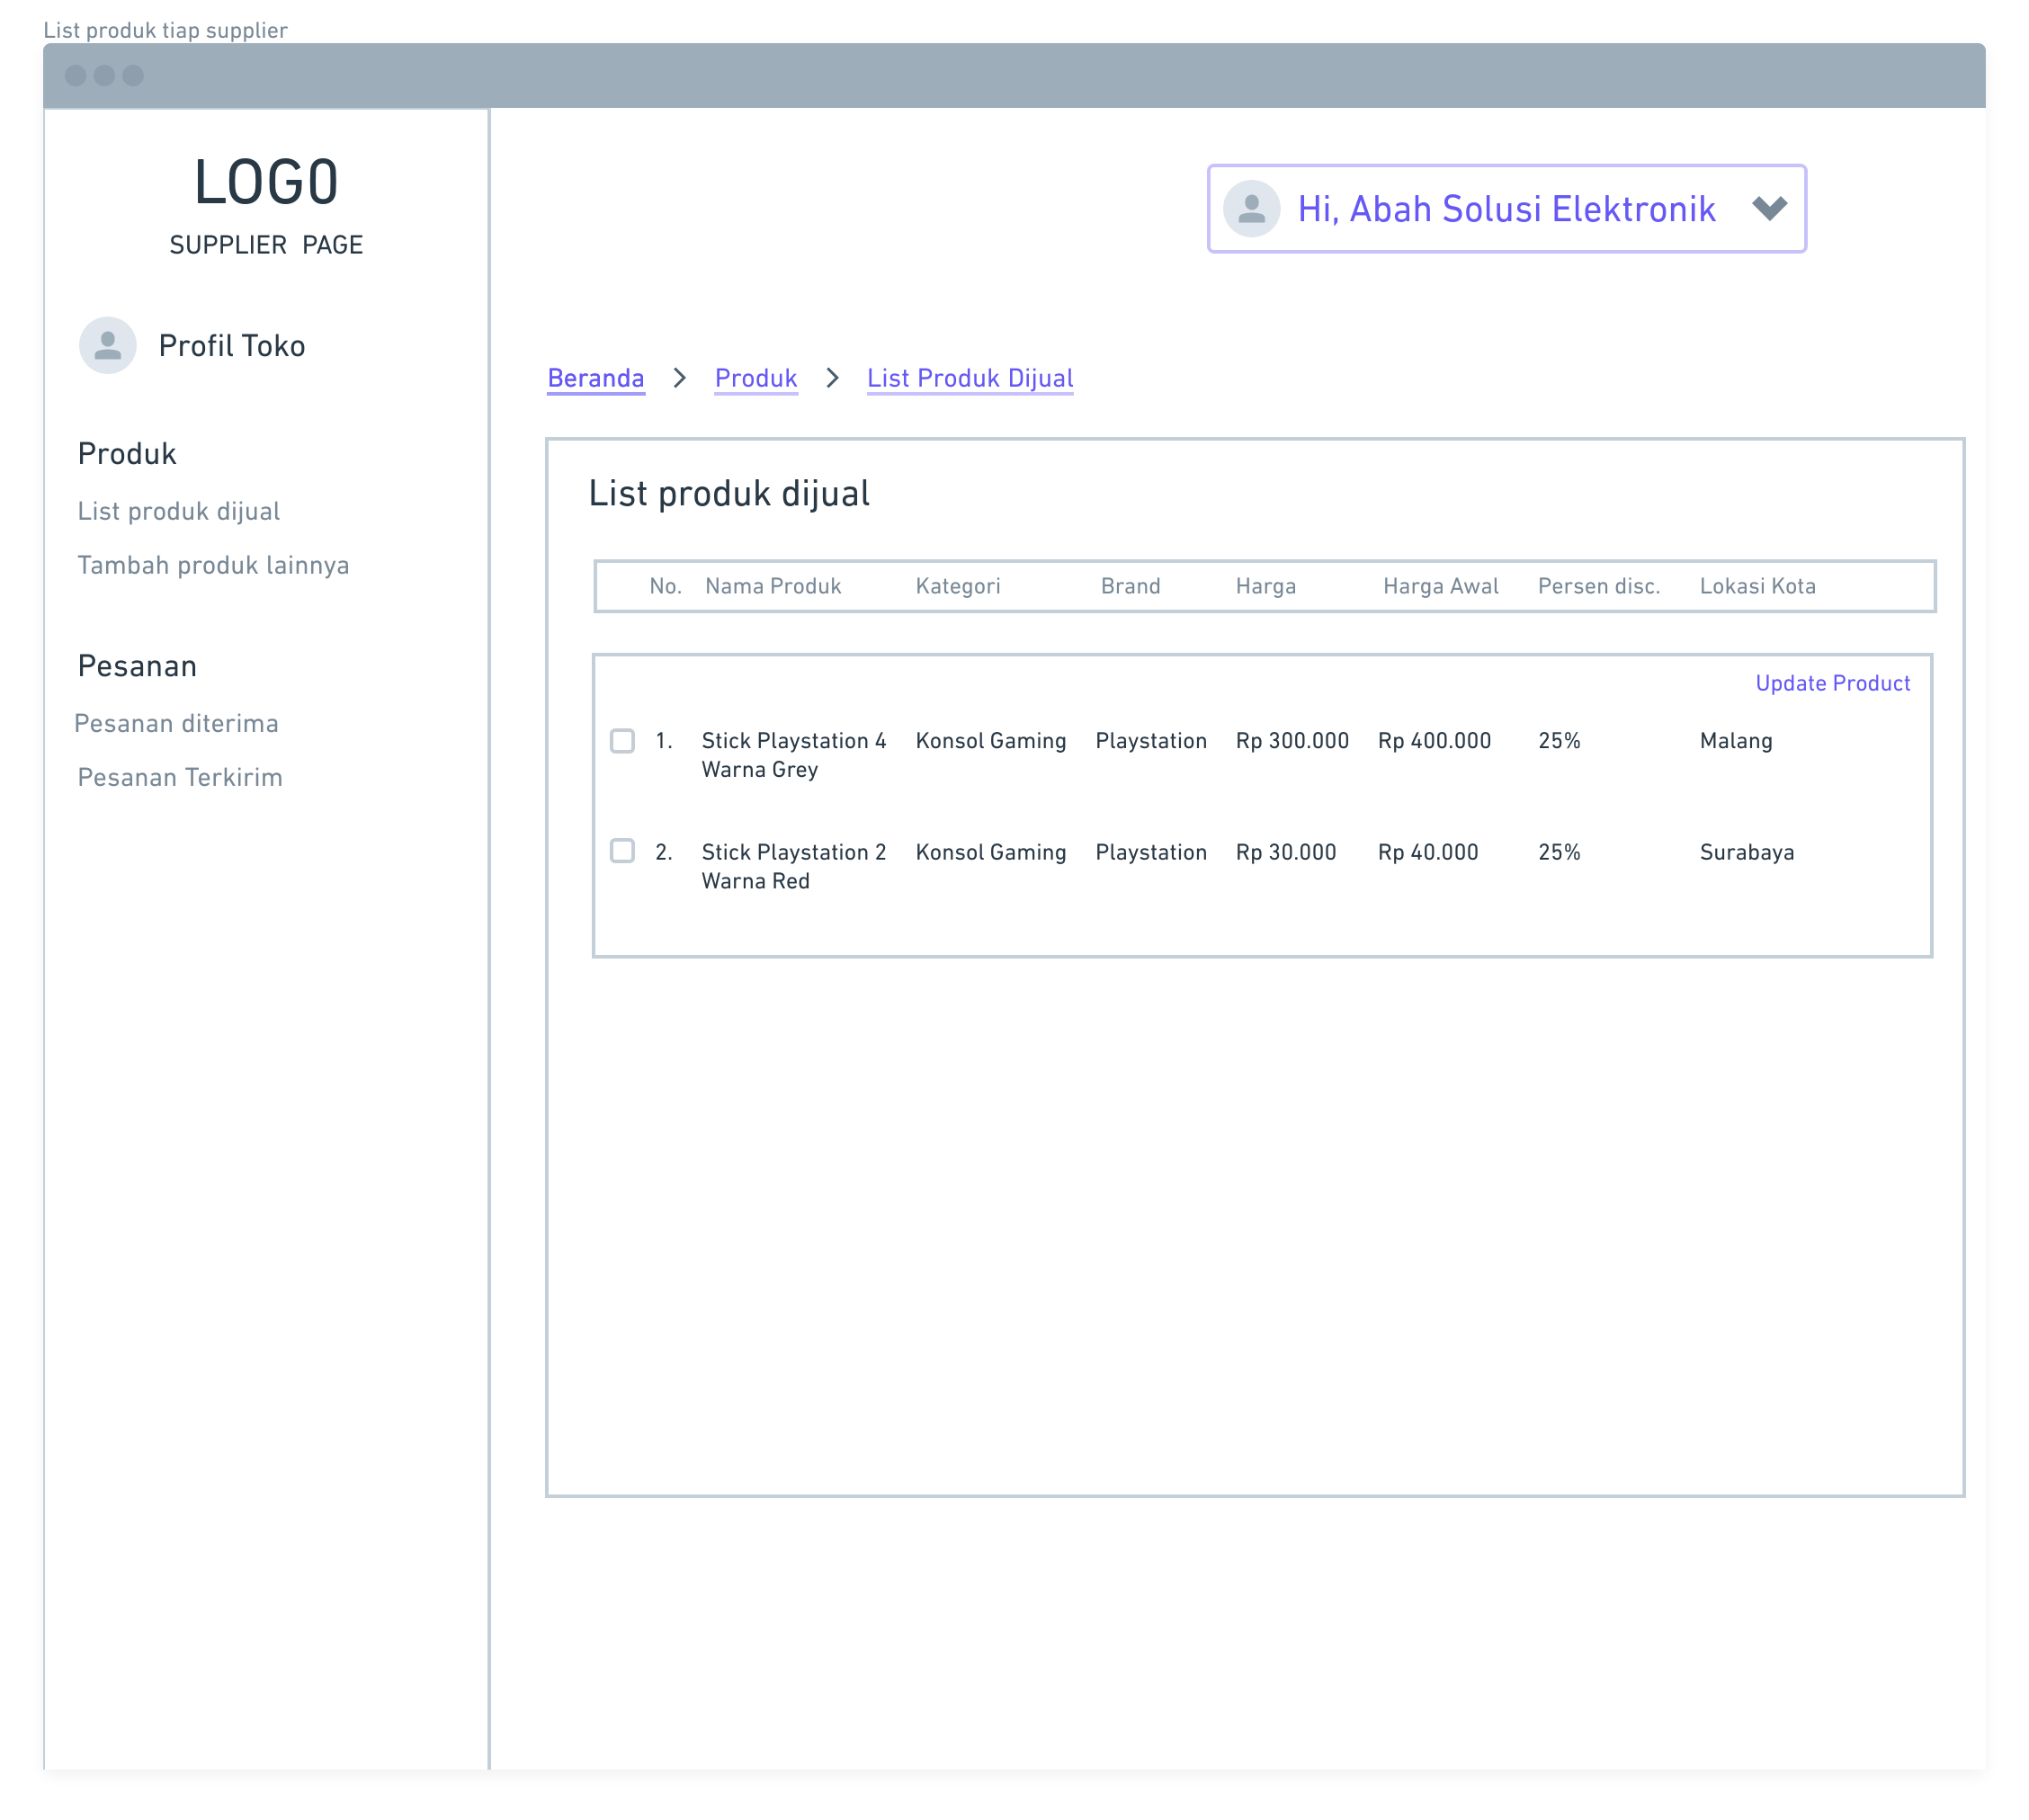 List produk tiap supplier
LOGO
SUPPLIER PAGE
Profil Toko
Produk
List produk dijual
Tambah produk lainnya
Pesanan
Pesanan diterima
Pesanan Terkirim
Hi, Abah Solusi Elektronik
Beranda > Produk > List Produk Dijual
List produk dijual
No. Nama Produk Kategori Brand Harga Harga Awal Persen disc. Lokasi Kota
Update Product
1. Stick Playstation 4 Konsol Gaming Playstation Rp 300.000 Rp 400.000 25% Malang
Warna Grey
2. Stick Playstation 2 Konsol Gaming Playstation Rp 30.000 Rp 40.000 25% Surabaya
Warna Red